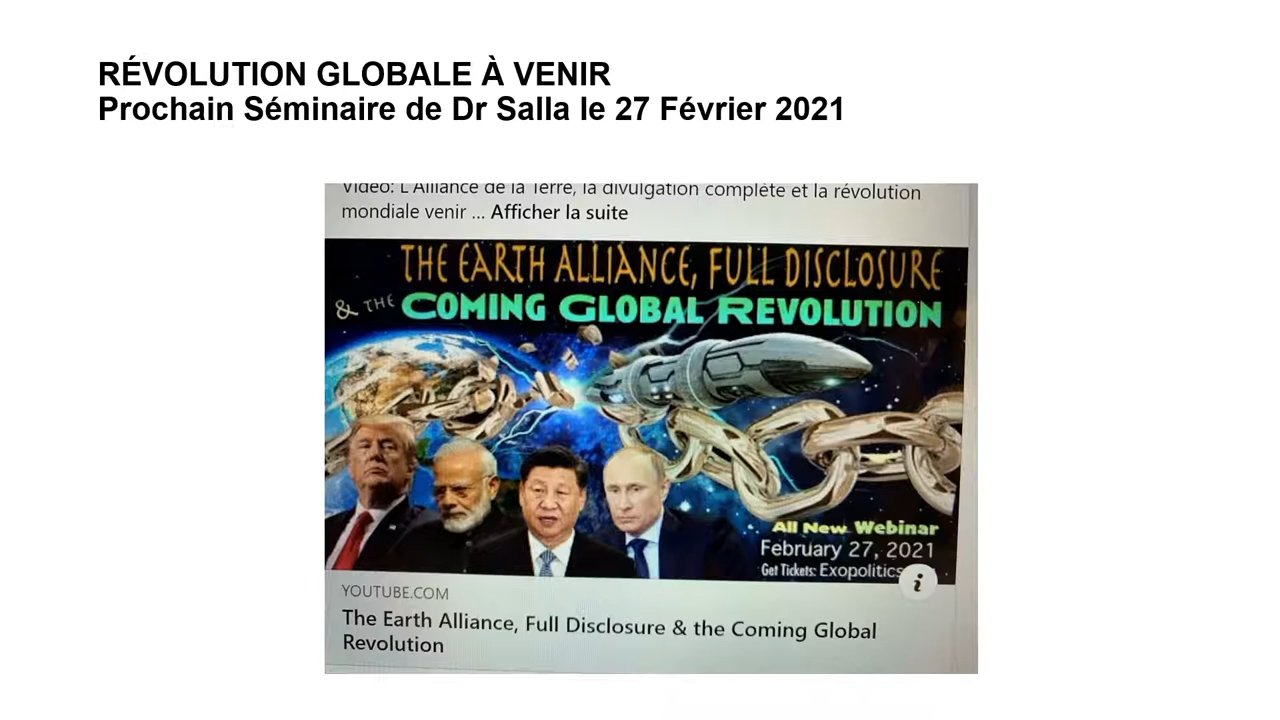 RÉVOLUTION GLOBALE À VENIR
Prochain Séminaire de Dr Salla le 27 Février 2021
Vidéo: L'Alliance de la Terre, la divulgation complète et la révolution
mondiale venir ... Afficher la suite
THE EARTH ALLIANCE, FULL DISCLOSURE
& THE COMING GLOBAL REVOLUTION
All New Webinar
February 27, 2021
Get Tickets: Exopolitics
i
YOUTUBE.COM
The Earth Alliance, Full Disclosure & the Coming Global
Revolution